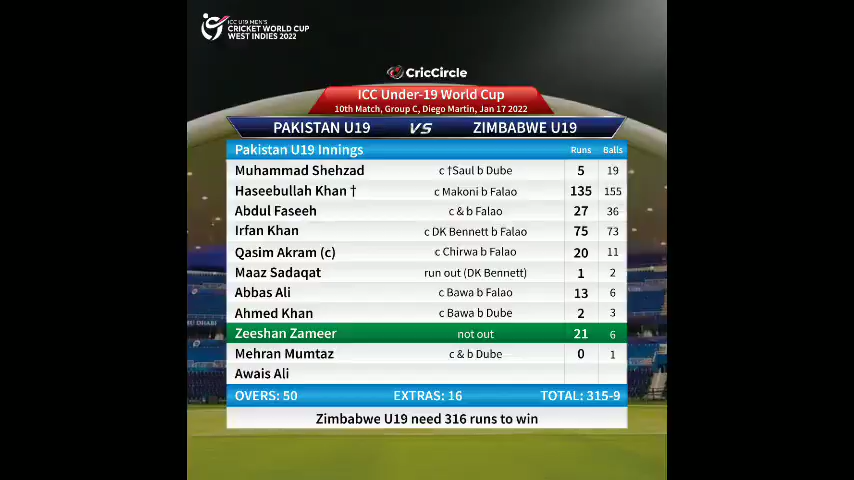 ICC U19 MEN'S
CRICKET WORLD CUP
WEST INDIES 2022
CricCircle
ICC Under-19 World Cup
10th Match, Group C, Diego Martin, Jan 17 2022
PAKISTAN U19 VS ZIMBABWE U19
Pakistan U19 Innings Runs Balls
Muhammad Shehzad c †Saul b Dube 5 19
Haseebullah Khan † c Makoni b Falao 135 155
Abdul Faseeh c & b Falao 27 36
Irfan Khan c DK Bennett b Falao 75 73
Qasim Akram (c) c Chirwa b Falao 20 11
Maaz Sadaqat run out (DK Bennett) 1 2
Abbas Ali c Bawa b Falao 13 6
Ahmed Khan c Bawa b Dube 2 3
Zeeshan Zameer not out 21 6
Mehran Mumtaz c & b Dube 0 1
Awais Ali
OVERS: 50 EXTRAS: 16 TOTAL: 315-9
Zimbabwe U19 need 316 runs to win
ABU DHABI